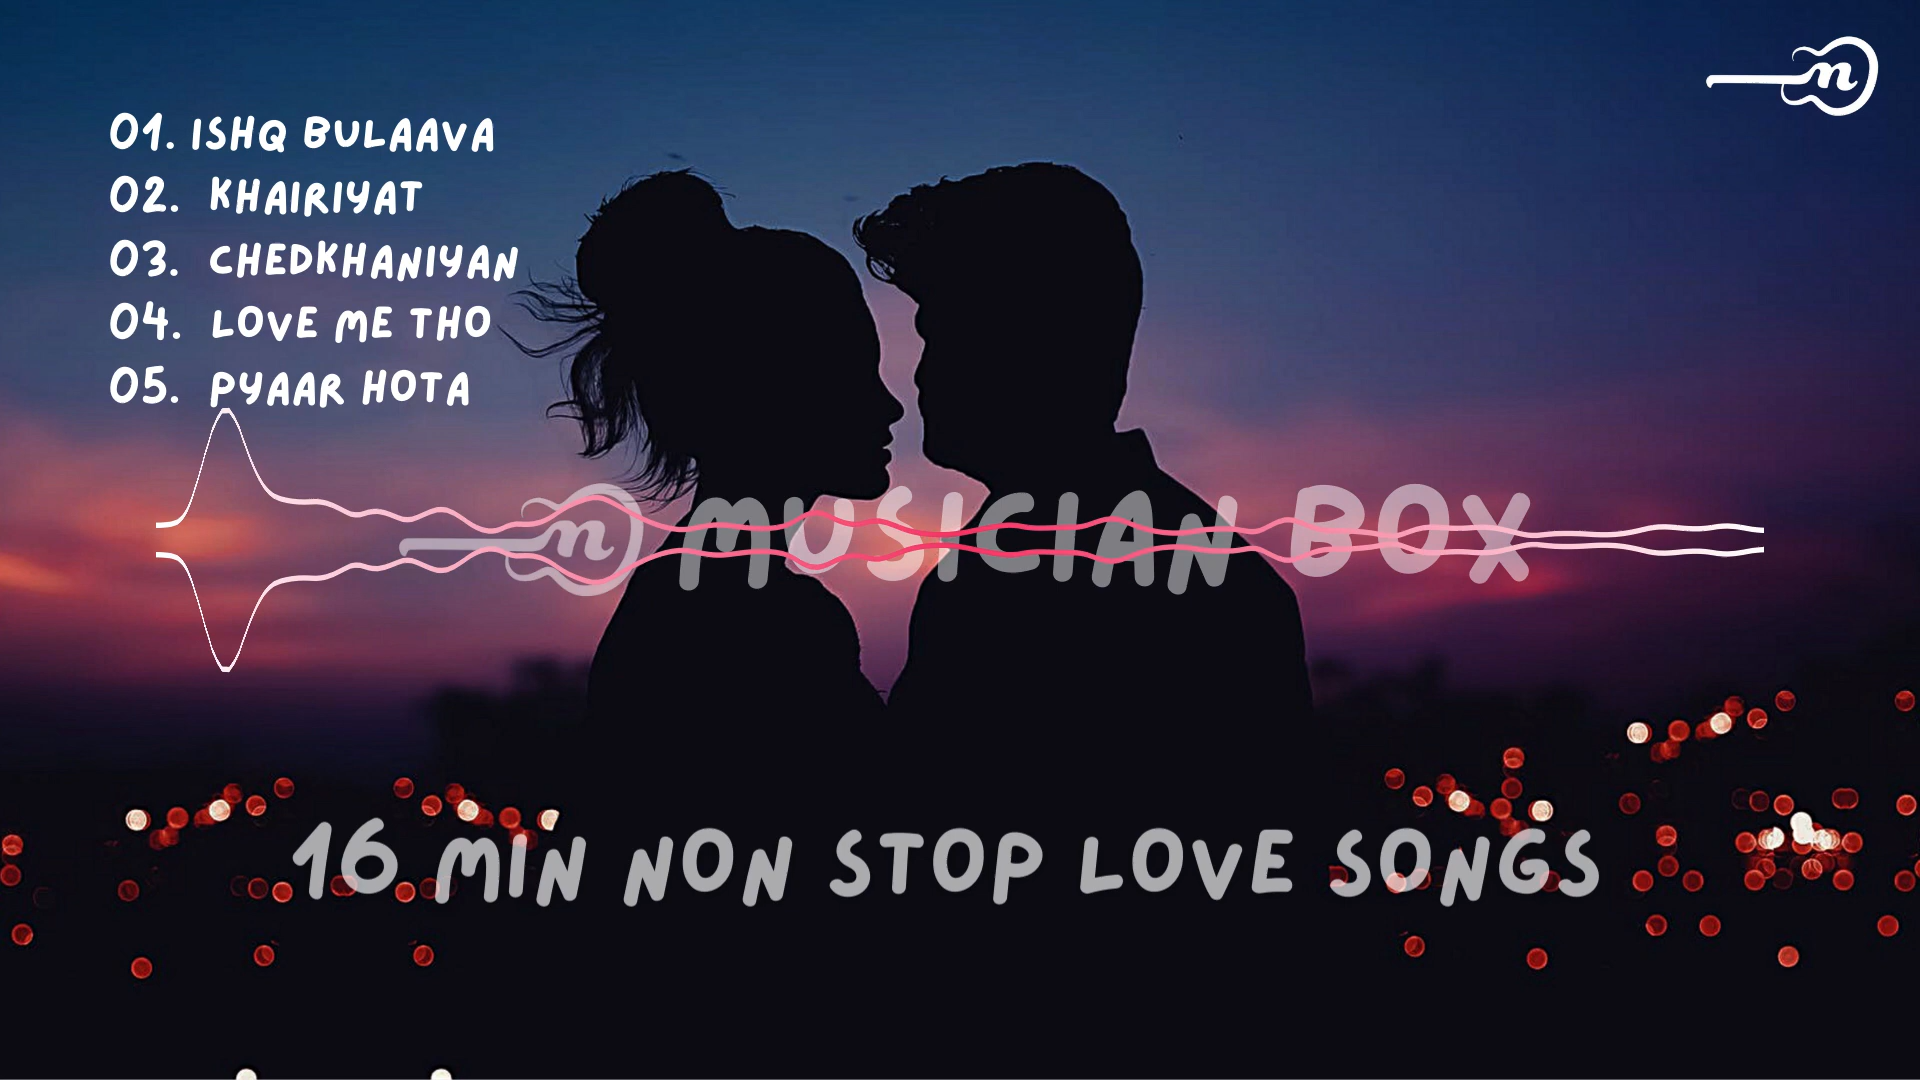 01. ISHQ BULAAVA
02. KHAIRIYAT
03. CHEDKHANIYAN
04. LOVE ME THO
05. PYAAR HOTA
n
n MUSICIAN BOX
16 MIN NON STOP LOVE SONGS